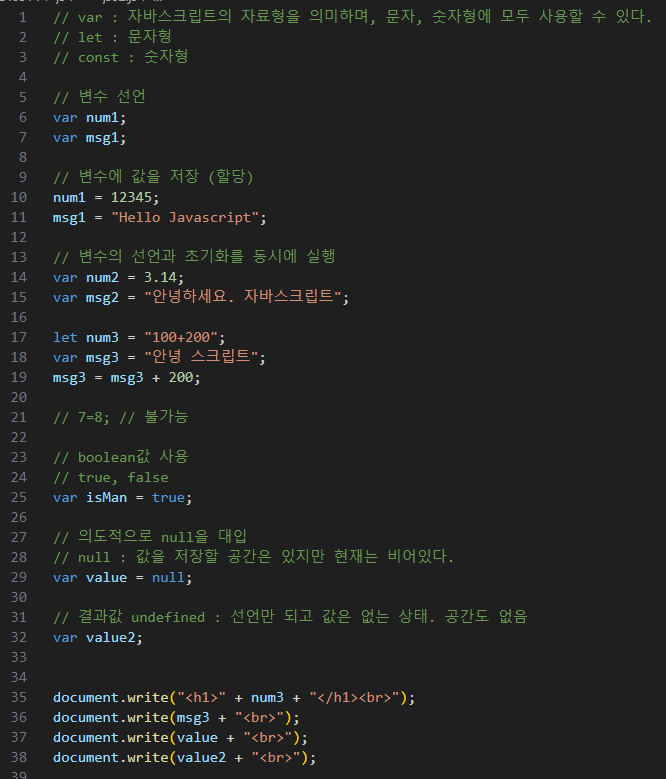 1 // var : 자바스크립트의 자료형을 의미하며, 문자, 숫자형에 모두 사용할 수 있다.
2 // let : 문자형
3 // const : 숫자형
4
5 // 변수 선언
6 var num1;
7 var msg1;
8
9 // 변수에 값을 저장 (할당)
10 num1 = 12345;
11 msg1 = "Hello Javascript";
12
13 // 변수의 선언과 초기화를 동시에 실행
14 var num2 = 3.14;
15 var msg2 = "안녕하세요. 자바스크립트";
16
17 let num3 = "100+200";
18 var msg3 = "안녕 스크립트";
19 msg3 = msg3 + 200;
20
21 // 7=8; // 불가능
22
23 // boolean값 사용
24 // true, false
25 var isMan = true;
26
27 // 의도적으로 null을 대입
28 // null : 값을 저장할 공간은 있지만 현재는 비어있다.
29 var value = null;
30
31 // 결과값 undefined : 선언만 되고 값은 없는 상태. 공간도 없음
32 var value2;
33
34
35 document.write("<h1>" + num3 + "</h1><br>");
36 document.write(msg3 + "<br>");
37 document.write(value + "<br>");
38 document.write(value2 + "<br>");
39